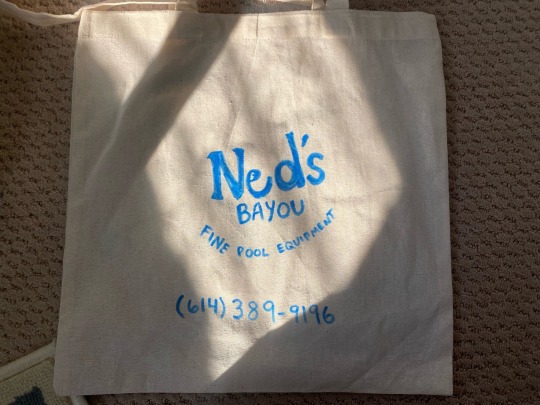 Ned's
BAYOU
FINE POOL EQUIPMENT
(614) 389-9196